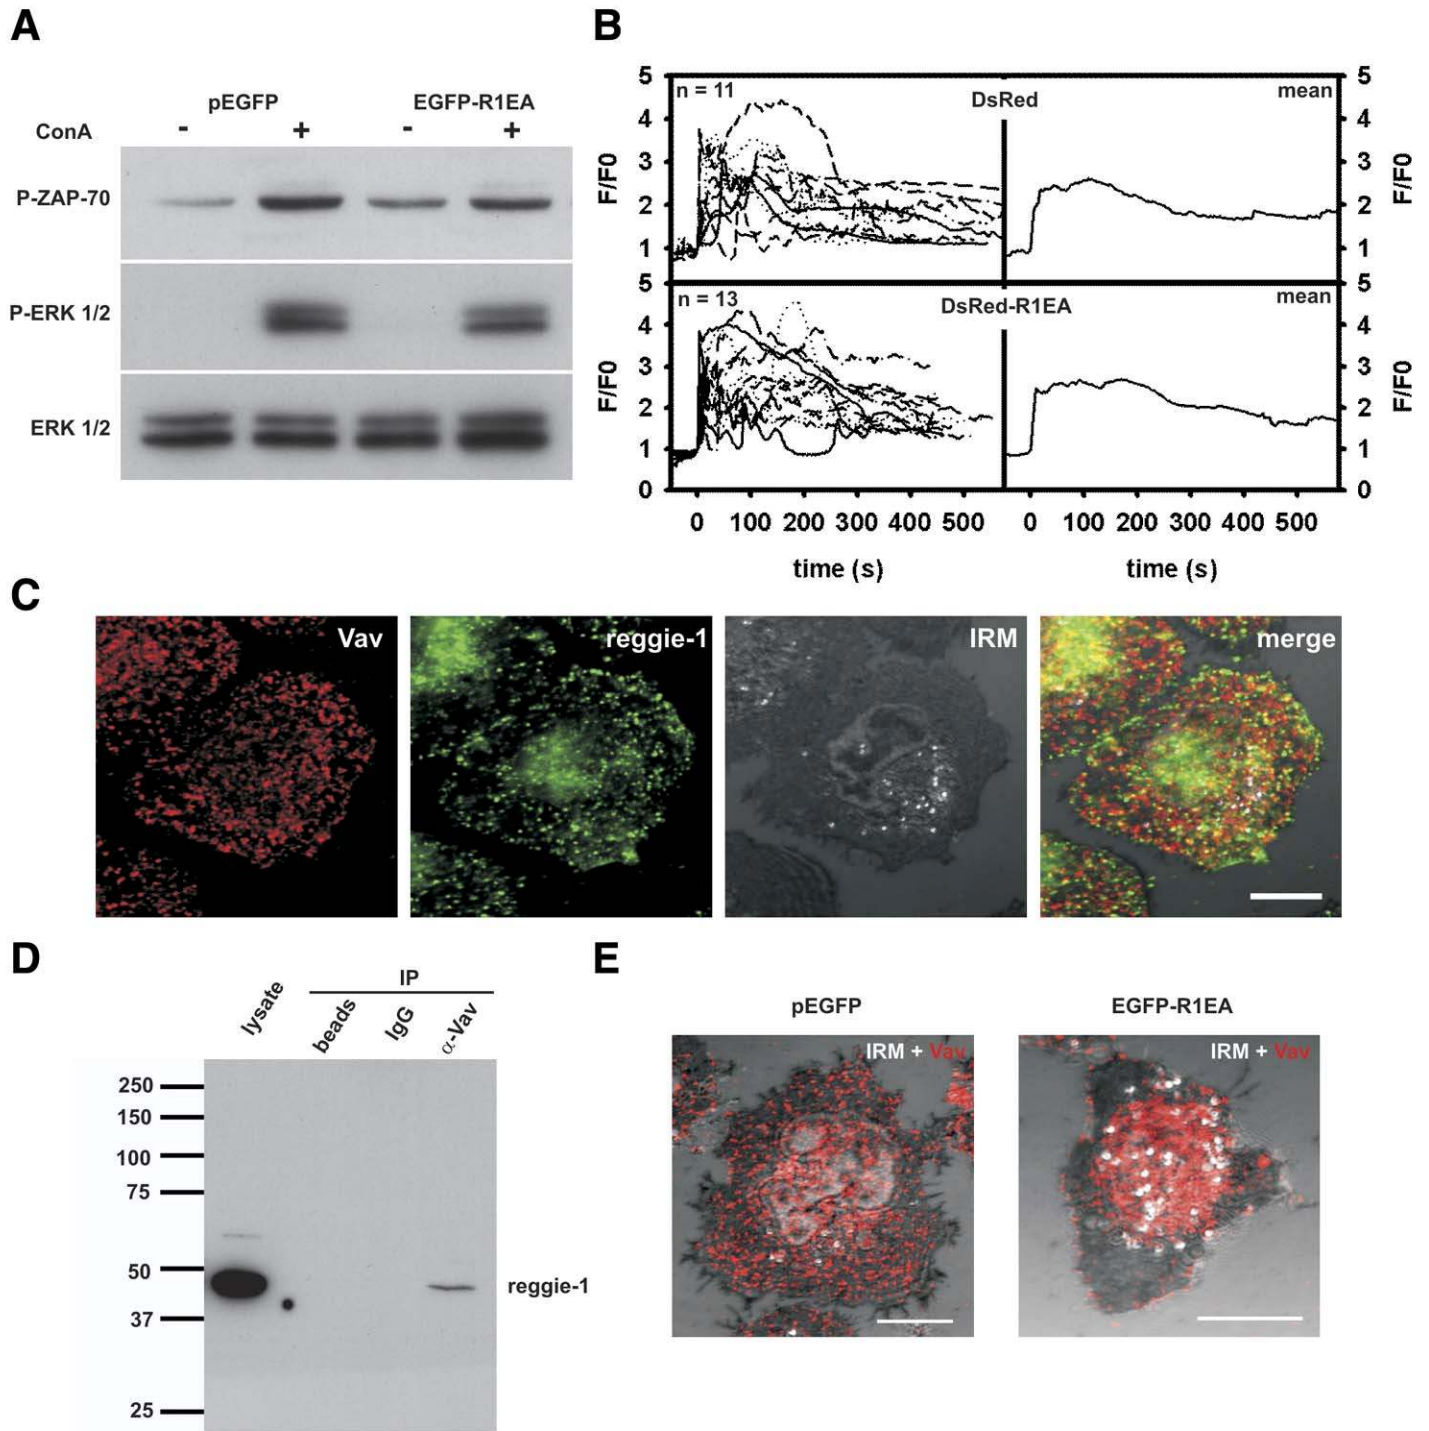 A
pEGFP EGFP-R1EA
ConA - + - +
P-ZAP-70
P-ERK 1/2
ERK 1/2
B
5 n = 11 DsRed mean 5
4 4
F/F0 3 3 F/F0
2 2
1 1
5 n = 13 DsRed-R1EA mean 5
4 4
F/F0 3 3 F/F0
2 2
1 1
0 0
0 100 200 300 400 500 0 100 200 300 400 500
time (s) time (s)
C
Vav reggie-1 IRM merge
D
IP
lysate beads IgG α-Vav
250
150
100
75
50
reggie-1
37
25
E
pEGFP EGFP-R1EA
IRM + Vav IRM + Vav